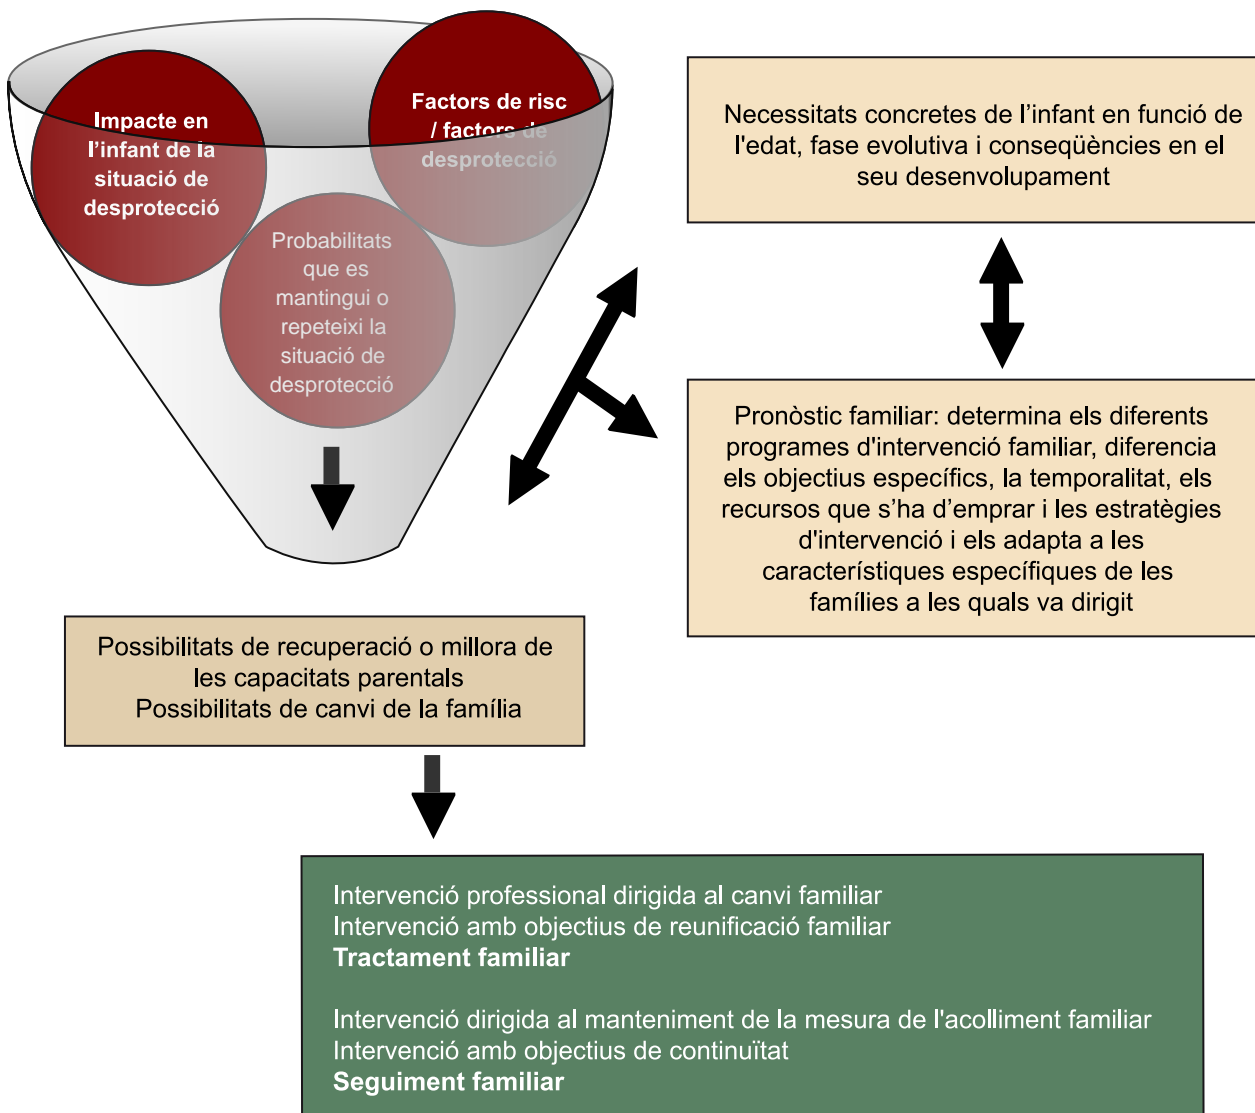 Impacte en
l’infant de la
situació de
desprotecció
Factors de risc
/ factors de
desprotecció
Probabilitats
que es
mantingui o
repeteixi la
situació de
desprotecció
Necessitats concretes de l’infant en funció de
l'edat, fase evolutiva i conseqüències en el
seu desenvolupament
Pronòstic familiar: determina els diferents
programes d'intervenció familiar, diferencia
els objectius específics, la temporalitat, els
recursos que s’ha d’emprar i les estratègies
d'intervenció i els adapta a les
característiques específiques de les
famílies a les quals va dirigit
Possibilitats de recuperació o millora de
les capacitats parentals
Possibilitats de canvi de la família
Intervenció professional dirigida al canvi familiar
Intervenció amb objectius de reunificació familiar
Tractament familiar
Intervenció dirigida al manteniment de la mesura de l'acolliment familiar
Intervenció amb objectius de continuïtat
Seguiment familiar